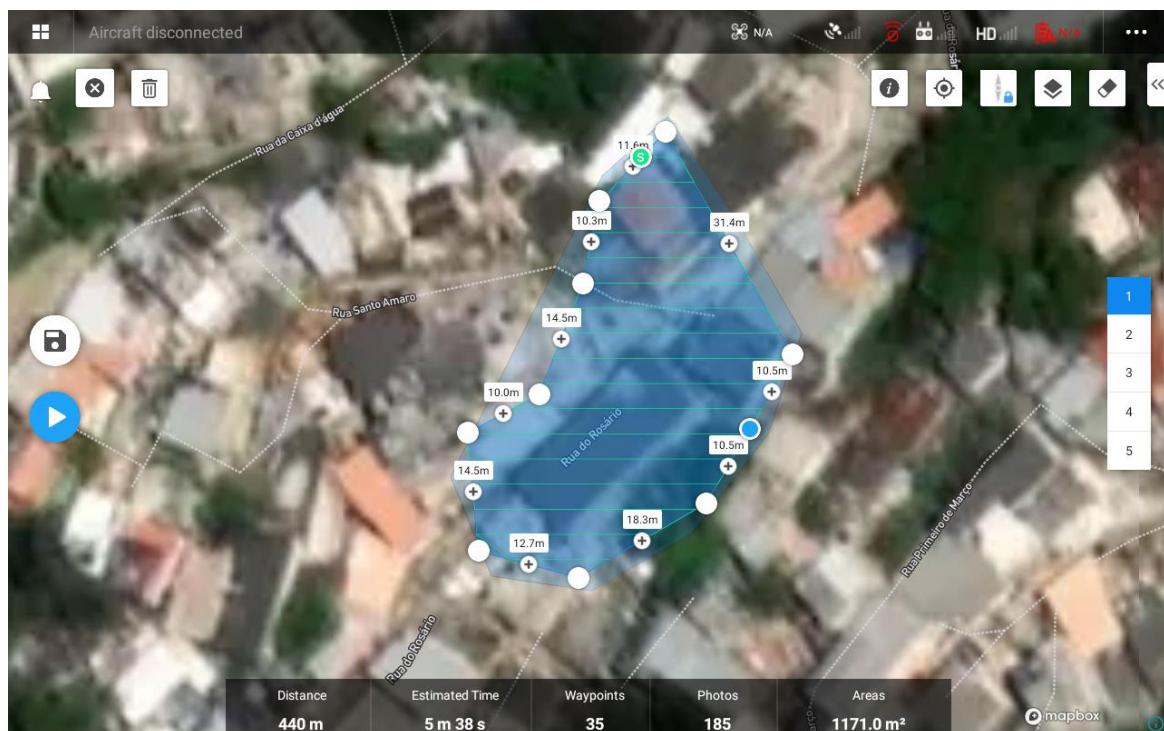 Aircraft disconnected
N/A
HD
N/A
Rua do Rosár
Rua da Caixa d'água
11.6m
S
10.3m
31.4m
Rua Santo Amaro
14.5m
1
2
10.0m
10.5m
3
Rua do Rosário
4
10.5m
5
14.5m
18.3m
Rua Primeiro de Março
12.7m
Rua do Rosário
Distance
Estimated Time
Waypoints
Photos
Areas
440 m
5 m 38 s
35
185
1171.0 m²
mapbox